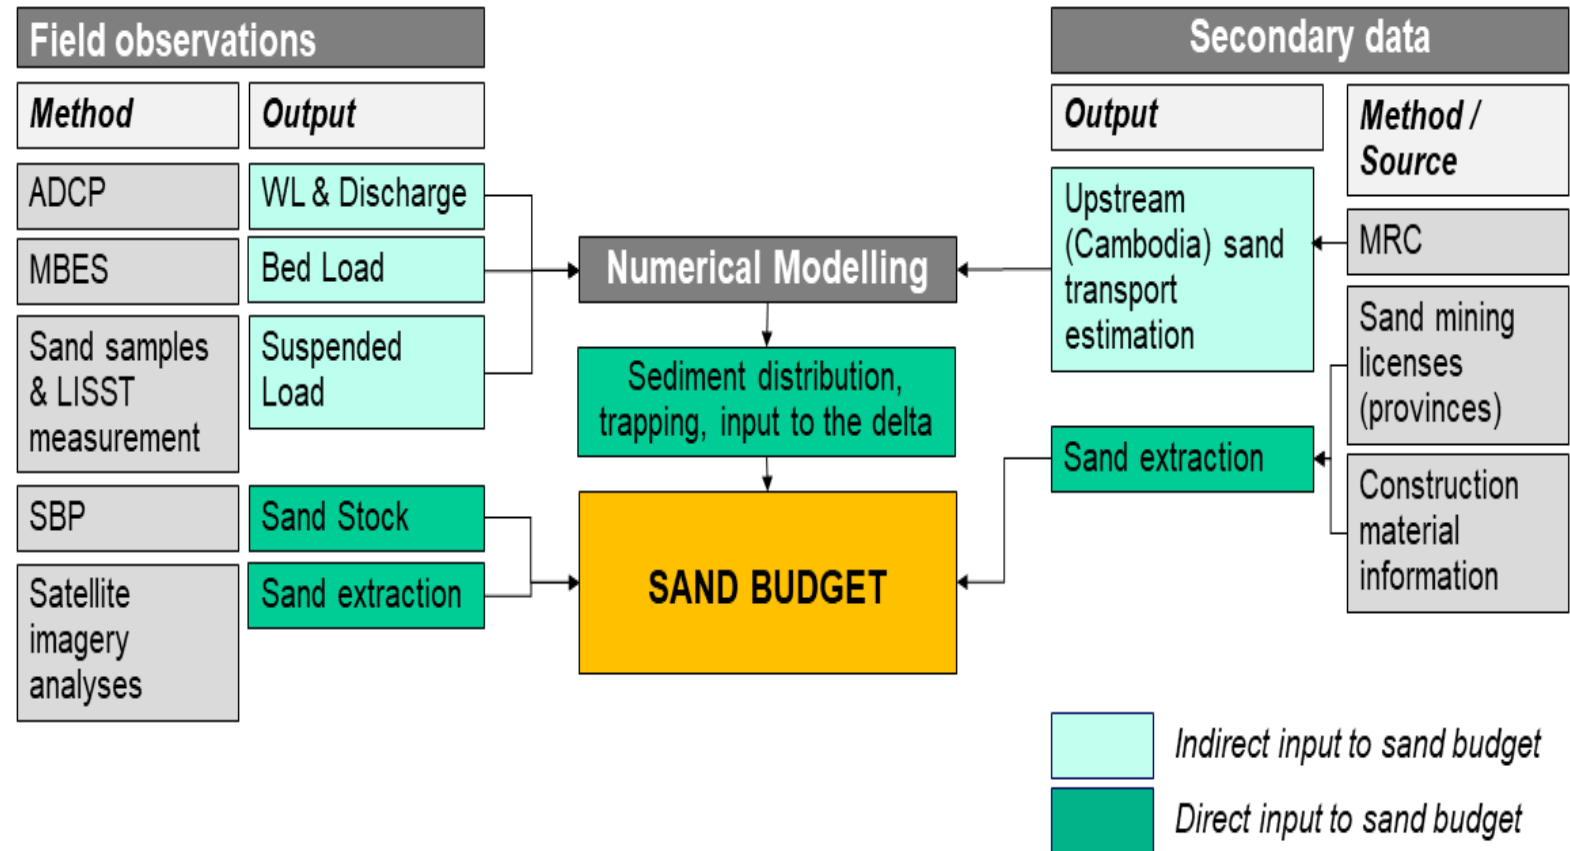 Field observations
Method
Output
ADCP
WL & Discharge
MBES
Bed Load
Sand samples
& LISST
measurement
Suspended
Load
SBP
Sand Stock
Satellite
imagery
analyses
Sand extraction
Numerical Modelling
Sediment distribution,
trapping, input to the delta
SAND BUDGET
Secondary data
Output
Method /
Source
Upstream
(Cambodia) sand
transport
estimation
MRC
Sand mining
licenses
(provinces)
Sand extraction
Construction
material
information
Indirect input to sand budget
Direct input to sand budget